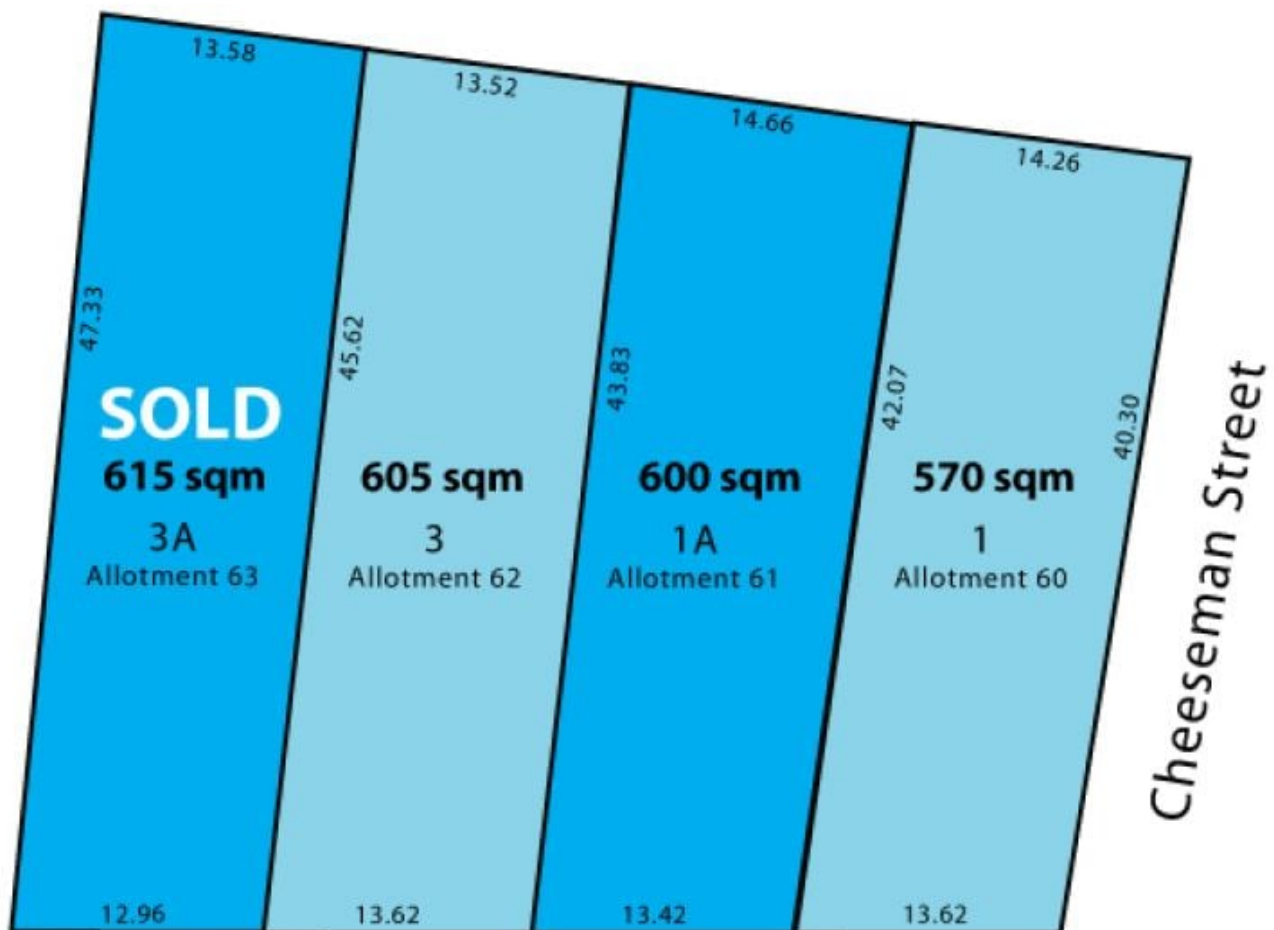 13.58
13.52
14.66
14.26
47.33
45.62
43.83
42.07
40.30
SOLD
615 sqm
3A
Allotment 63
605 sqm
3
Allotment 62
600 sqm
1A
Allotment 61
570 sqm
1
Allotment 60
Cheeseman Street
12.96
13.62
13.42
13.62